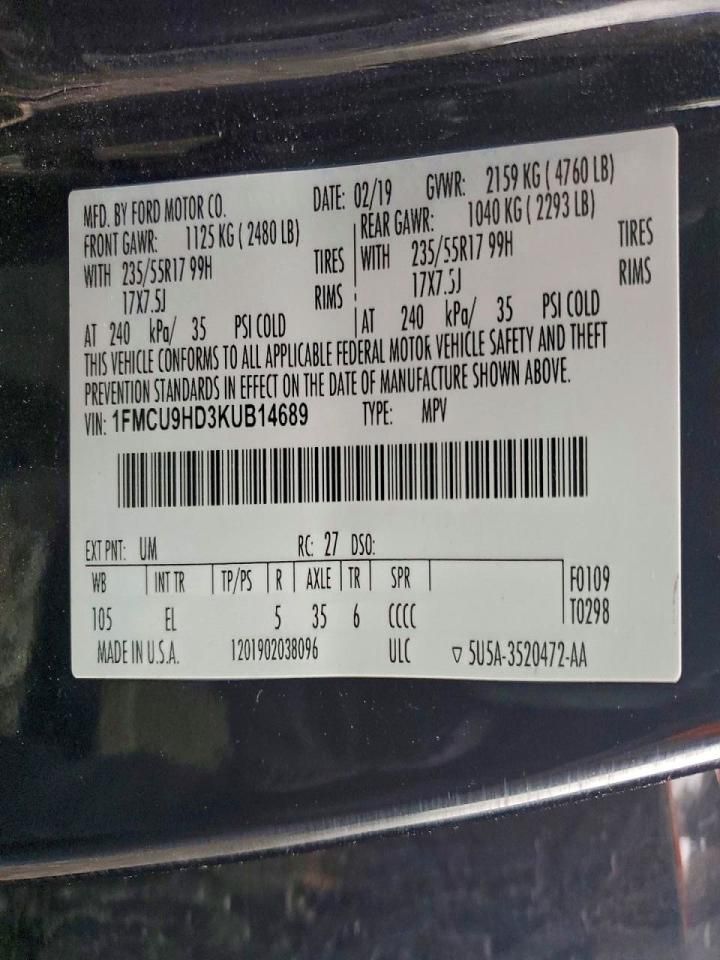 MFD. BY FORD MOTOR CO. DATE: 02/19 GVWR: 2159 KG ( 4760 LB)
FRONT GAWR: 1125 KG ( 2480 LB) REAR GAWR: 1040 KG ( 2293 LB)
WITH 235/55R17 99H TIRES WITH 235/55R17 99H TIRES
17X7.5J RIMS 17X7.5J RIMS
AT 240 kPa/ 35 PSI COLD AT 240 kPa/ 35 PSI COLD
THIS VEHICLE CONFORMS TO ALL APPLICABLE FEDERAL MOTOR VEHICLE SAFETY AND THEFT
PREVENTION STANDARDS IN EFFECT ON THE DATE OF MANUFACTURE SHOWN ABOVE.
VIN: 1FMCU9HD3KUB14689 TYPE: MPV
EXT PNT: UM RC: 27 DSO:
WB INT TR TP/PS R AXLE TR SPR F0109
105 EL 5 35 6 CCCC T0298
MADE IN U.S.A. 1201902038096 ULC ▽ 5U5A-3520472-AA